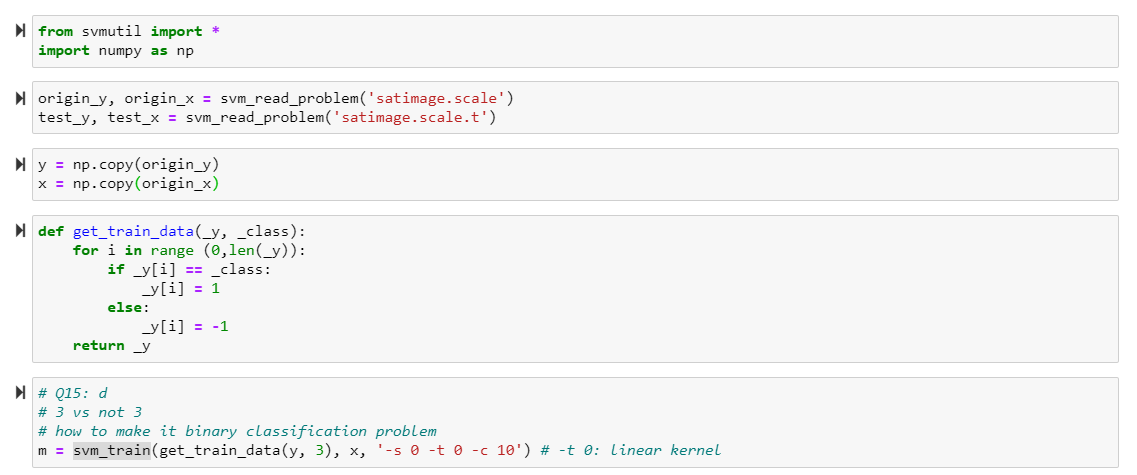 from svmutil import *
import numpy as np
origin_y, origin_x = svm_read_problem('satimage.scale')
test_y, test_x = svm_read_problem('satimage.scale.t')
y = np.copy(origin_y)
x = np.copy(origin_x)
def get_train_data(_y, _class):
    for i in range (0,len(_y)):
        if _y[i] == _class:
            _y[i] = 1
        else:
            _y[i] = -1
    return _y
# Q15: d
# 3 vs not 3
# how to make it binary classification problem
m = svm_train(get_train_data(y, 3), x, '-s 0 -t 0 -c 10') # -t 0: linear kernel